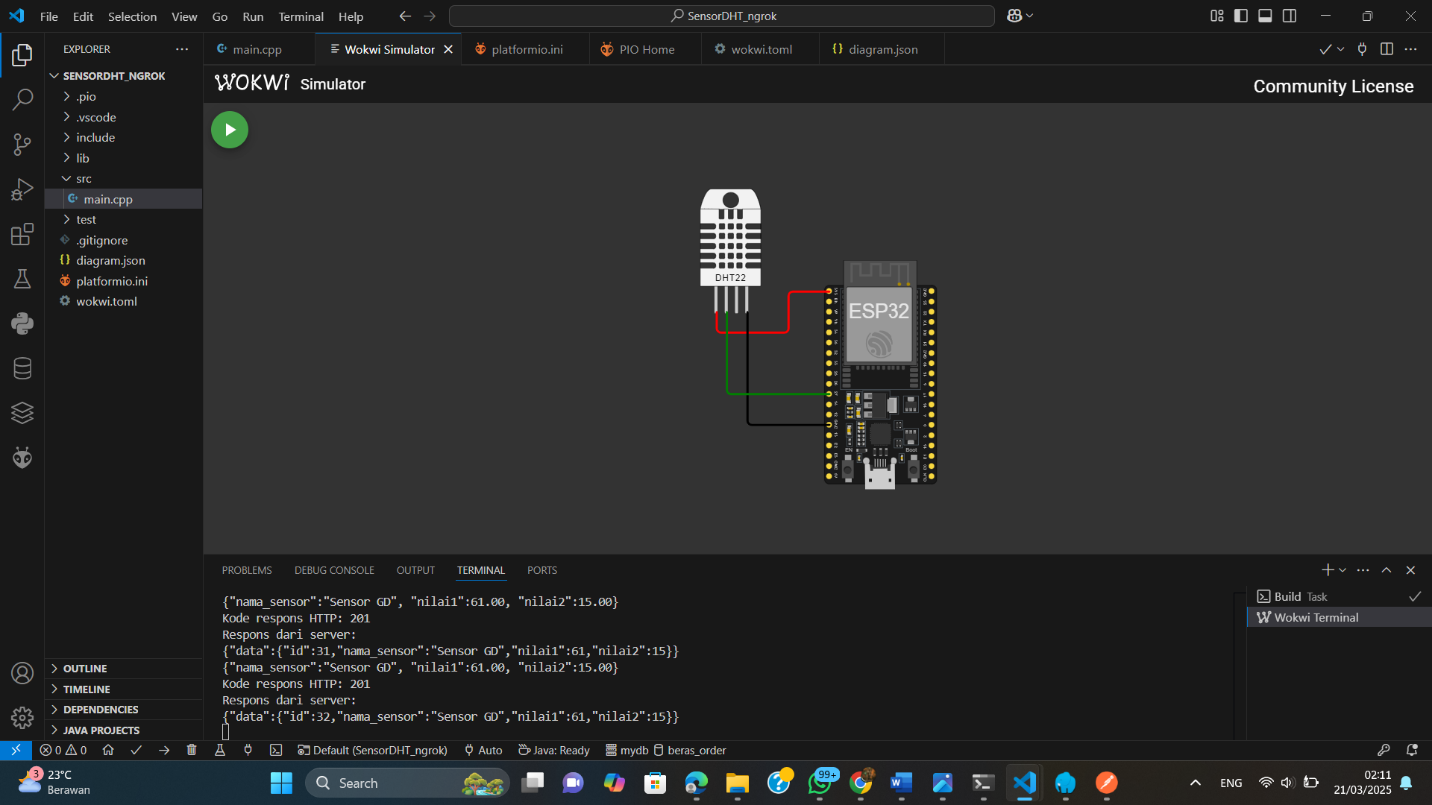 File Edit Selection View Go Run Terminal Help
SensorDHT_ngrok
EXPLORER
main.cpp
Wokwi Simulator
platformio.ini
PIO Home
wokwi.toml
diagram.json
SENSORDHT_NGROK
.pio
.vscode
include
lib
src
main.cpp
test
.gitignore
diagram.json
platformio.ini
wokwi.toml
WOKWI Simulator
Community License
DHT22
ESP32
EN
Boot
PROBLEMS DEBUG CONSOLE OUTPUT TERMINAL PORTS
{"nama_sensor":"Sensor GD", "nilai1":61.00, "nilai2":15.00}
Kode respons HTTP: 201
Respons dari server:
{"data":{"id":31,"nama_sensor":"Sensor GD","nilai1":61,"nilai2":15}}
{"nama_sensor":"Sensor GD", "nilai1":61.00, "nilai2":15.00}
Kode respons HTTP: 201
Respons dari server:
{"data":{"id":32,"nama_sensor":"Sensor GD","nilai1":61,"nilai2":15}}
Build Task
Wokwi Terminal
OUTLINE
TIMELINE
DEPENDENCIES
JAVA PROJECTS
0 0 Default (SensorDHT_ngrok) Auto Java: Ready mydb beras_order
3
23°C
Berawan
Search
99+
ENG
02:11
21/03/2025